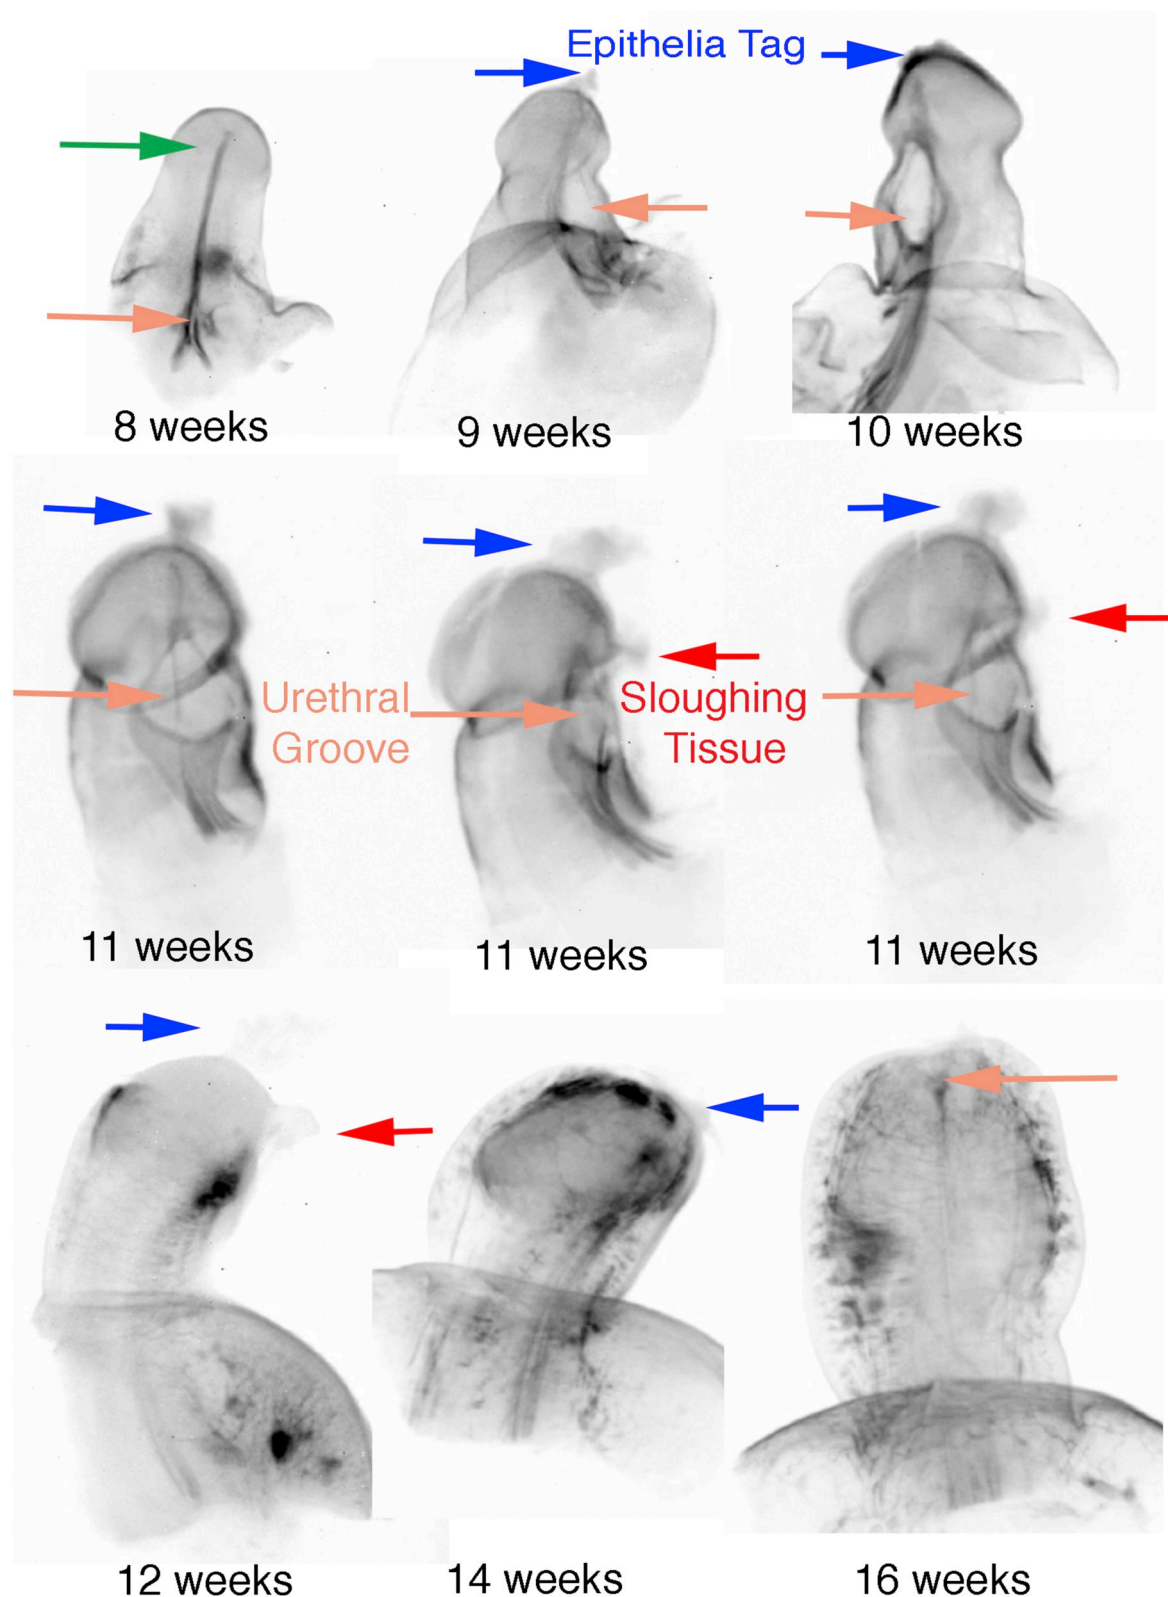 Epithelia Tag
8 weeks
9 weeks
10 weeks
Urethral
Groove
Sloughing
Tissue
11 weeks
11 weeks
11 weeks
12 weeks
14 weeks
16 weeks